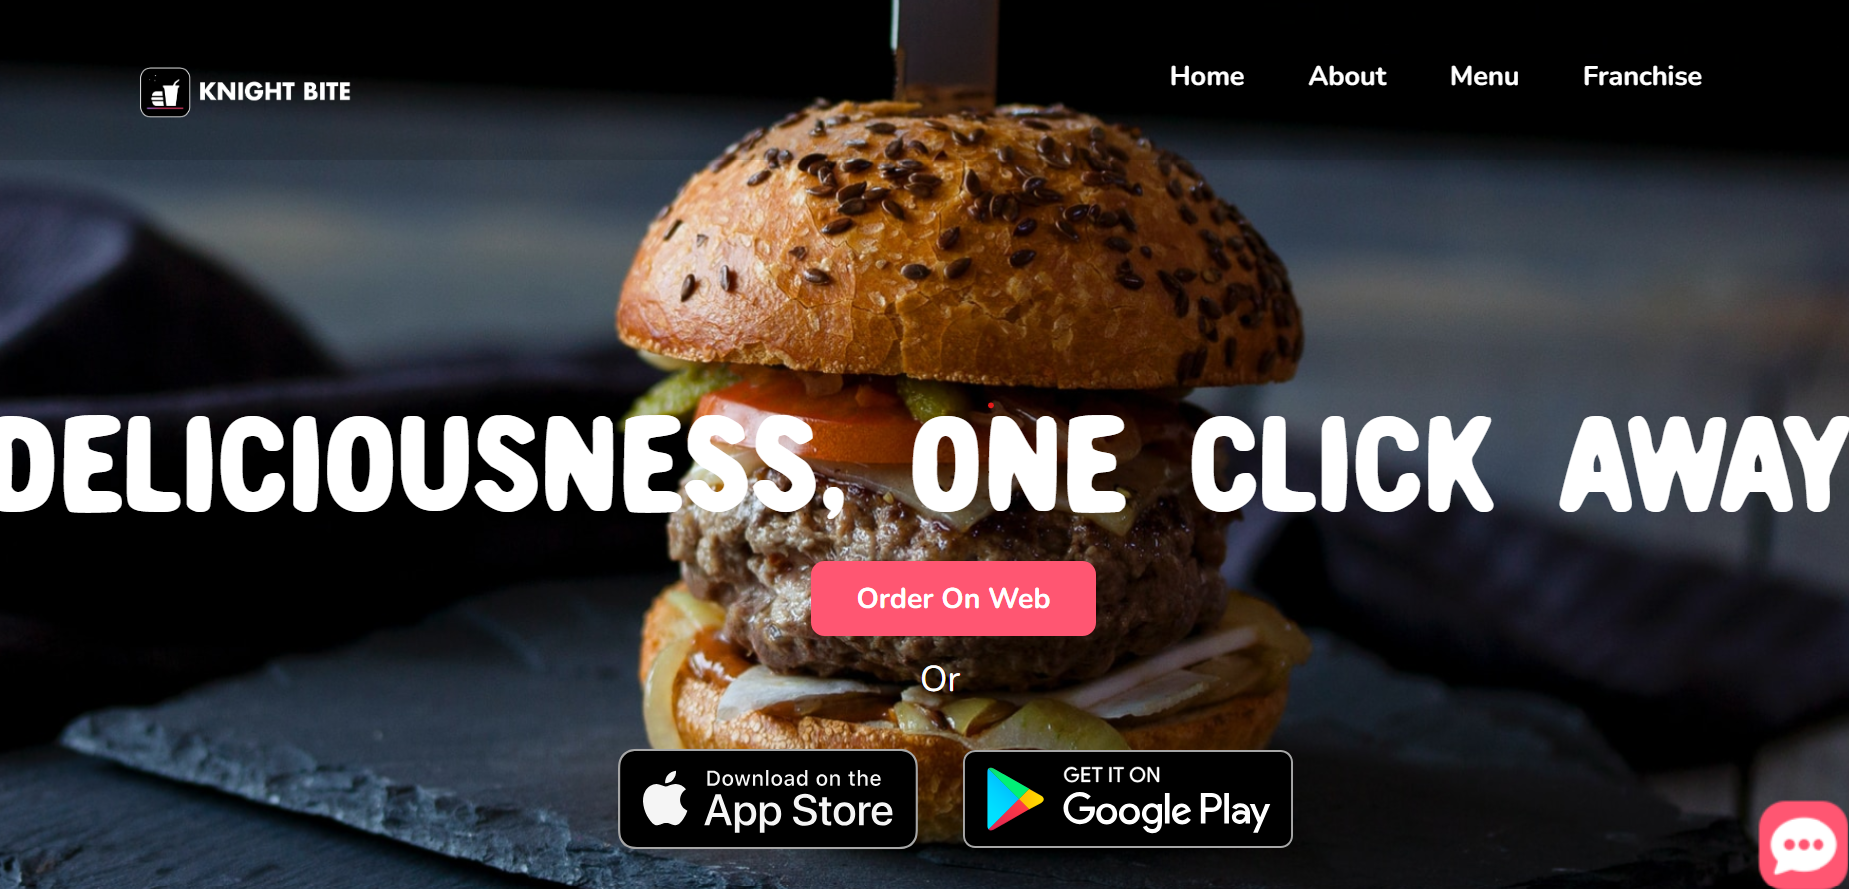 KNIGHT BITE
Home About Menu Franchise
DELICIOUSNESS, ONE CLICK AWAY
Order On Web
Or
Download on the
App Store
GET IT ON
Google Play